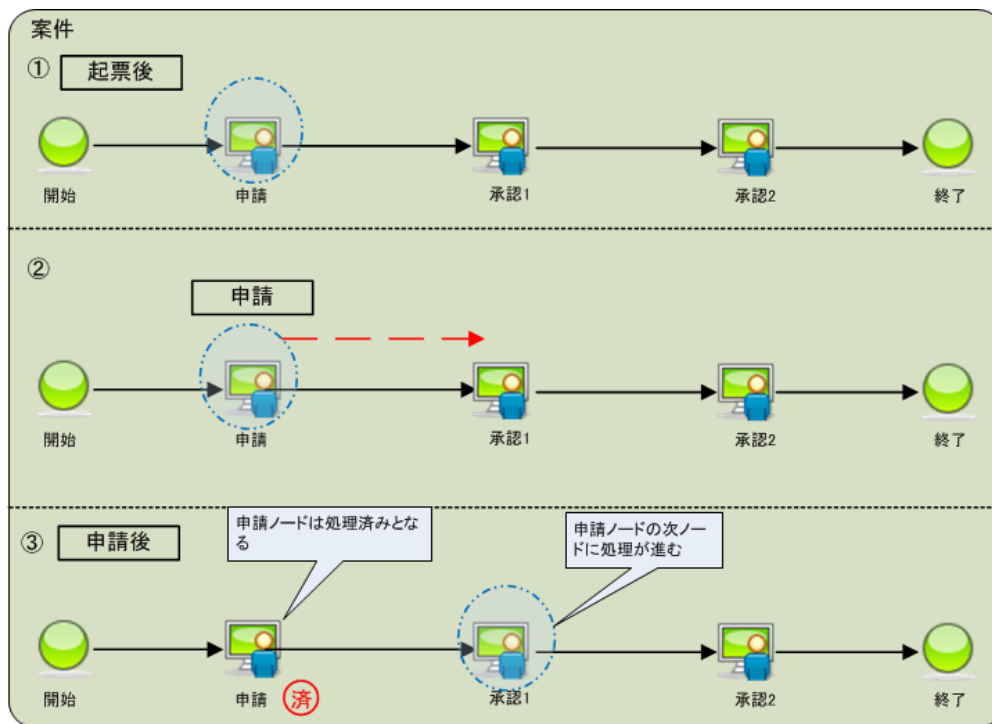 案件
①
起票後
開始
申請
承認1
承認2
終了
②
申請
開始
申請
承認1
承認2
終了
③
申請後
申請ノードは処理済みとな
る
申請ノードの次ノー
ドに処理が進む
開始
申請
済
承認1
承認2
終了